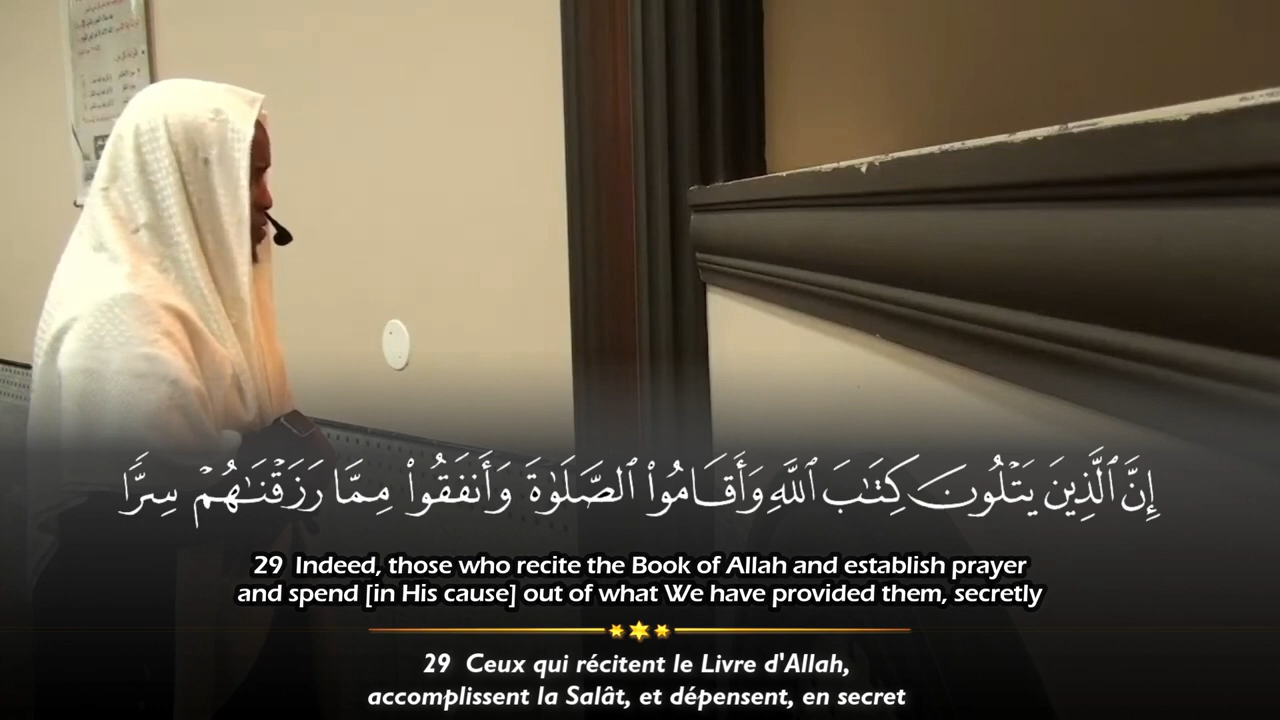 إِنَّ ٱلَّذِينَ يَتْلُونَ كِتَٰبَ ٱللَّهِ وَأَقَامُوا۟ ٱلصَّلَوٰةَ وَأَنفَقُوا۟ مِمَّا رَزَقْنَٰهُمْ سِرًّا
29 Indeed, those who recite the Book of Allah and establish prayer
and spend [in His cause] out of what We have provided them, secretly
29 Ceux qui récitent le Livre d'Allah,
accomplissent la Salât, et dépensent, en secret